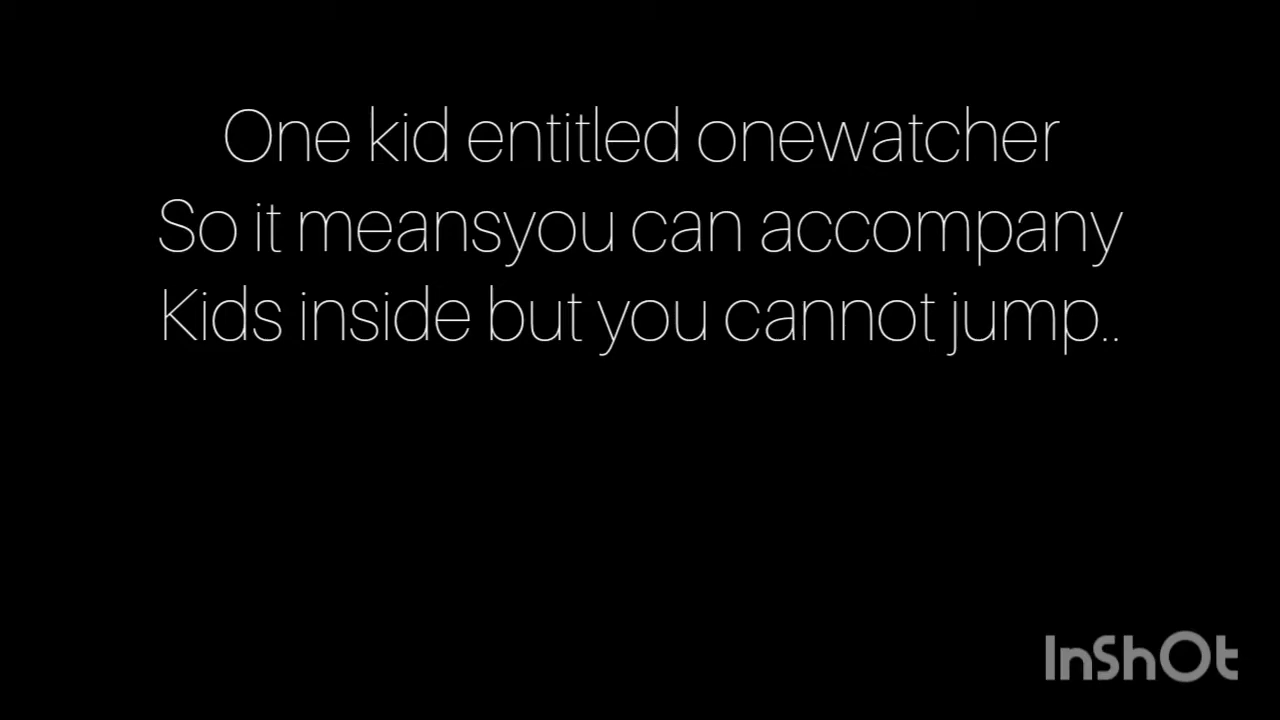 One kid entitled onewatcher
So it meansyou can accompany
Kids inside but you cannot jump..
InShOt